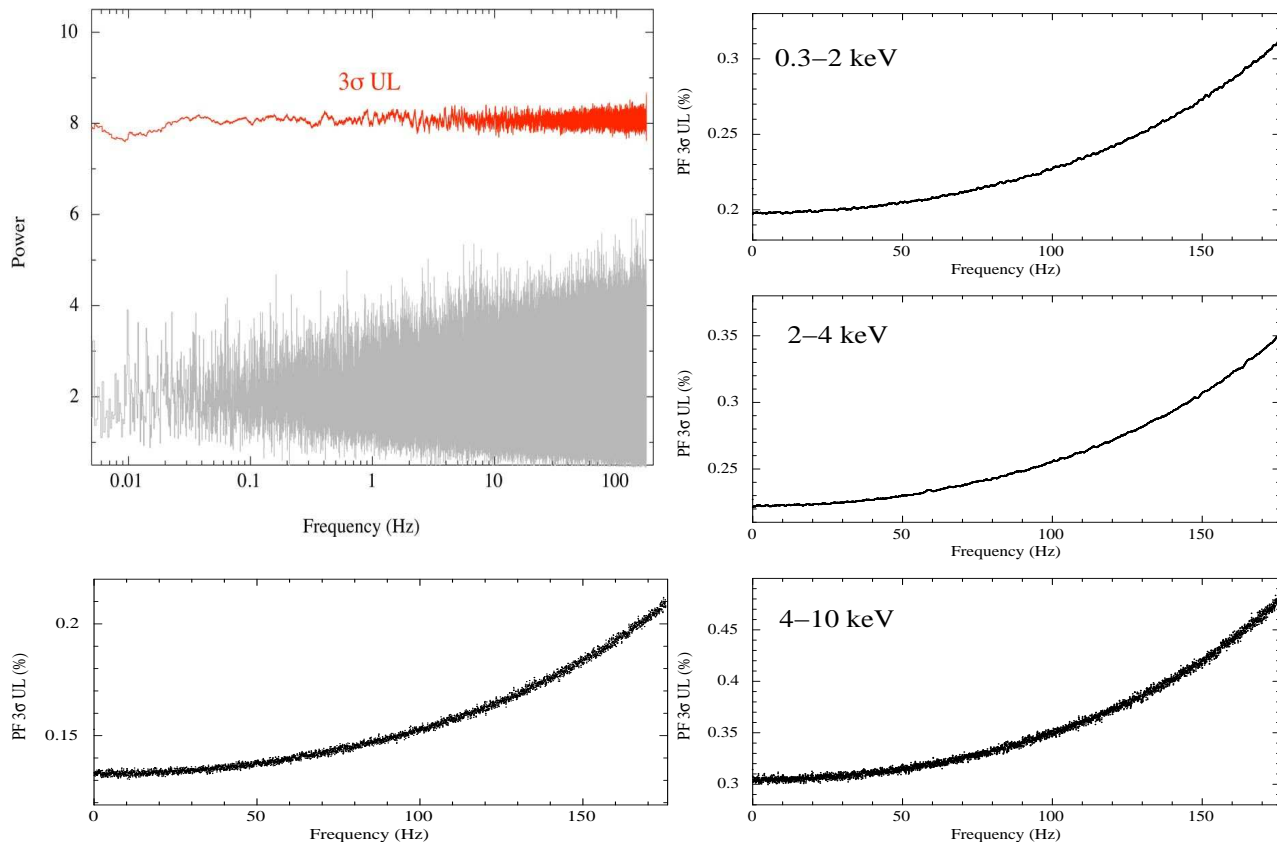 10
8
6
4
2
Power
3σ UL
0.01 0.1 1 10 100
Frequency (Hz)
0.3
0.25
0.2
PF 3σ UL (%)
0.3–2 keV
0 50 100 150
Frequency (Hz)
0.35
0.3
0.25
PF 3σ UL (%)
2–4 keV
0 50 100 150
Frequency (Hz)
0.2
0.15
PF 3σ UL (%)
0 50 100 150
Frequency (Hz)
0.45
0.4
0.35
0.3
PF 3σ UL (%)
4–10 keV
0 50 100 150
Frequency (Hz)